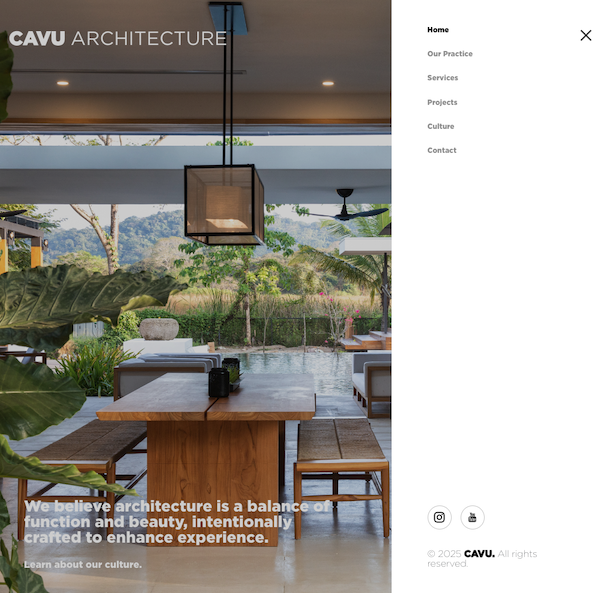 CAVU ARCHITECTURE
Home
Our Practice
Services
Projects
Culture
Contact
We believe architecture is a balance of
function and beauty, intentionally
crafted to enhance experience.
Learn about our culture.
© 2025 CAVU. All rights
reserved.